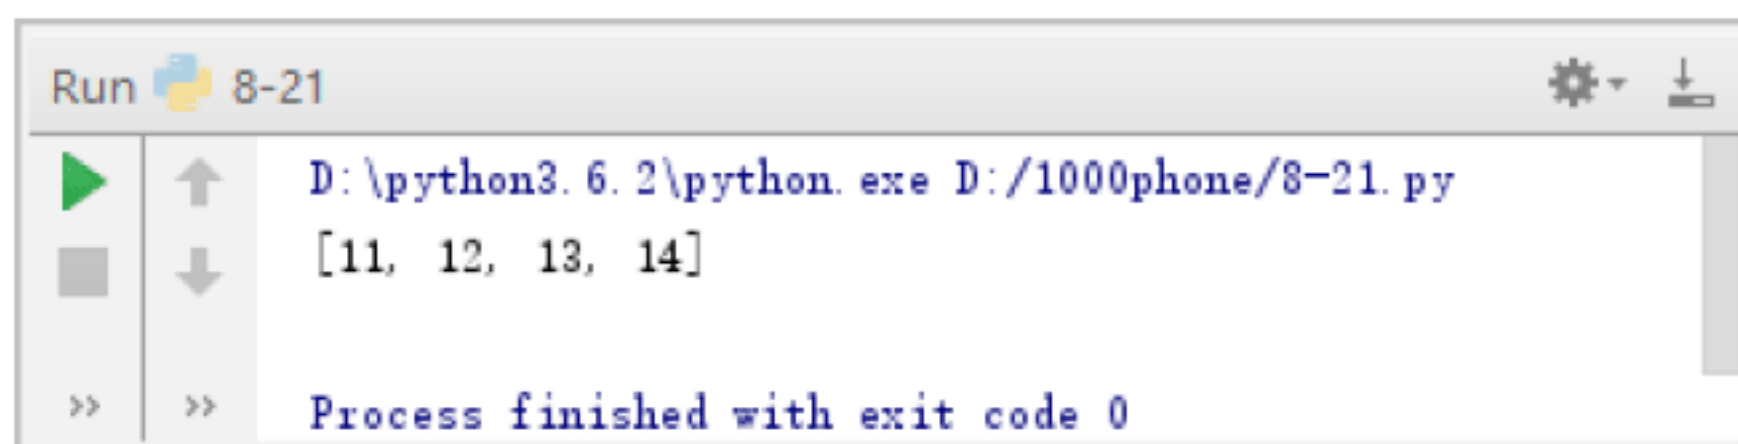 Run 8-21
D:\python3.6.2\python.exe D:/1000phone/8-21.py
[11, 12, 13, 14]
Process finished with exit code 0